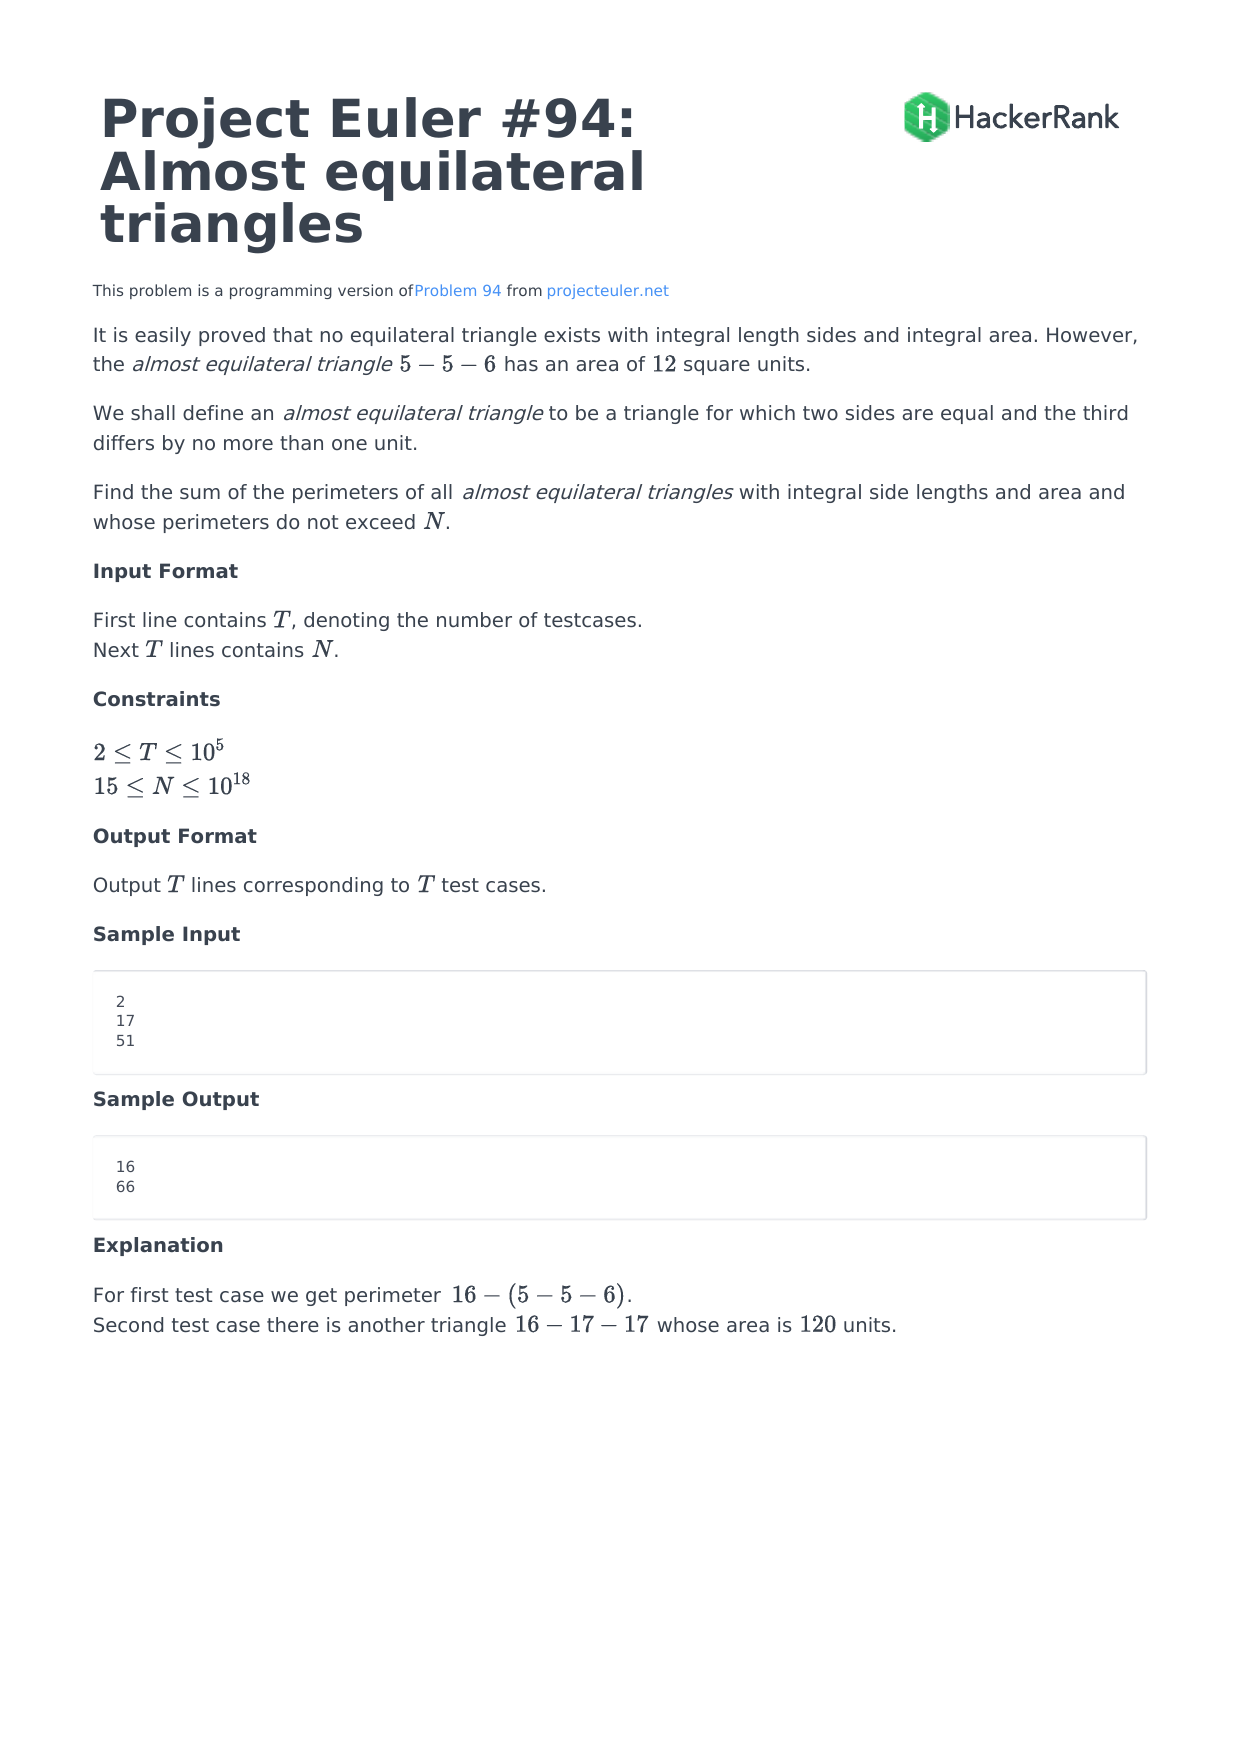 Project Euler #94:
Almost equilateral
triangles
HackerRank
This problem is a programming version ofProblem 94 from projecteuler.net
It is easily proved that no equilateral triangle exists with integral length sides and integral area. However,
the almost equilateral triangle 5 − 5 − 6 has an area of 12 square units.
We shall define an almost equilateral triangle to be a triangle for which two sides are equal and the third
differs by no more than one unit.
Find the sum of the perimeters of all almost equilateral triangles with integral side lengths and area and
whose perimeters do not exceed N.
Input Format
First line contains T, denoting the number of testcases.
Next T lines contains N.
Constraints
2 ≤ T ≤ 10⁵
15 ≤ N ≤ 10¹⁸
Output Format
Output T lines corresponding to T test cases.
Sample Input
2
17
51
Sample Output
16
66
Explanation
For first test case we get perimeter 16 − (5 − 5 − 6).
Second test case there is another triangle 16 − 17 − 17 whose area is 120 units.